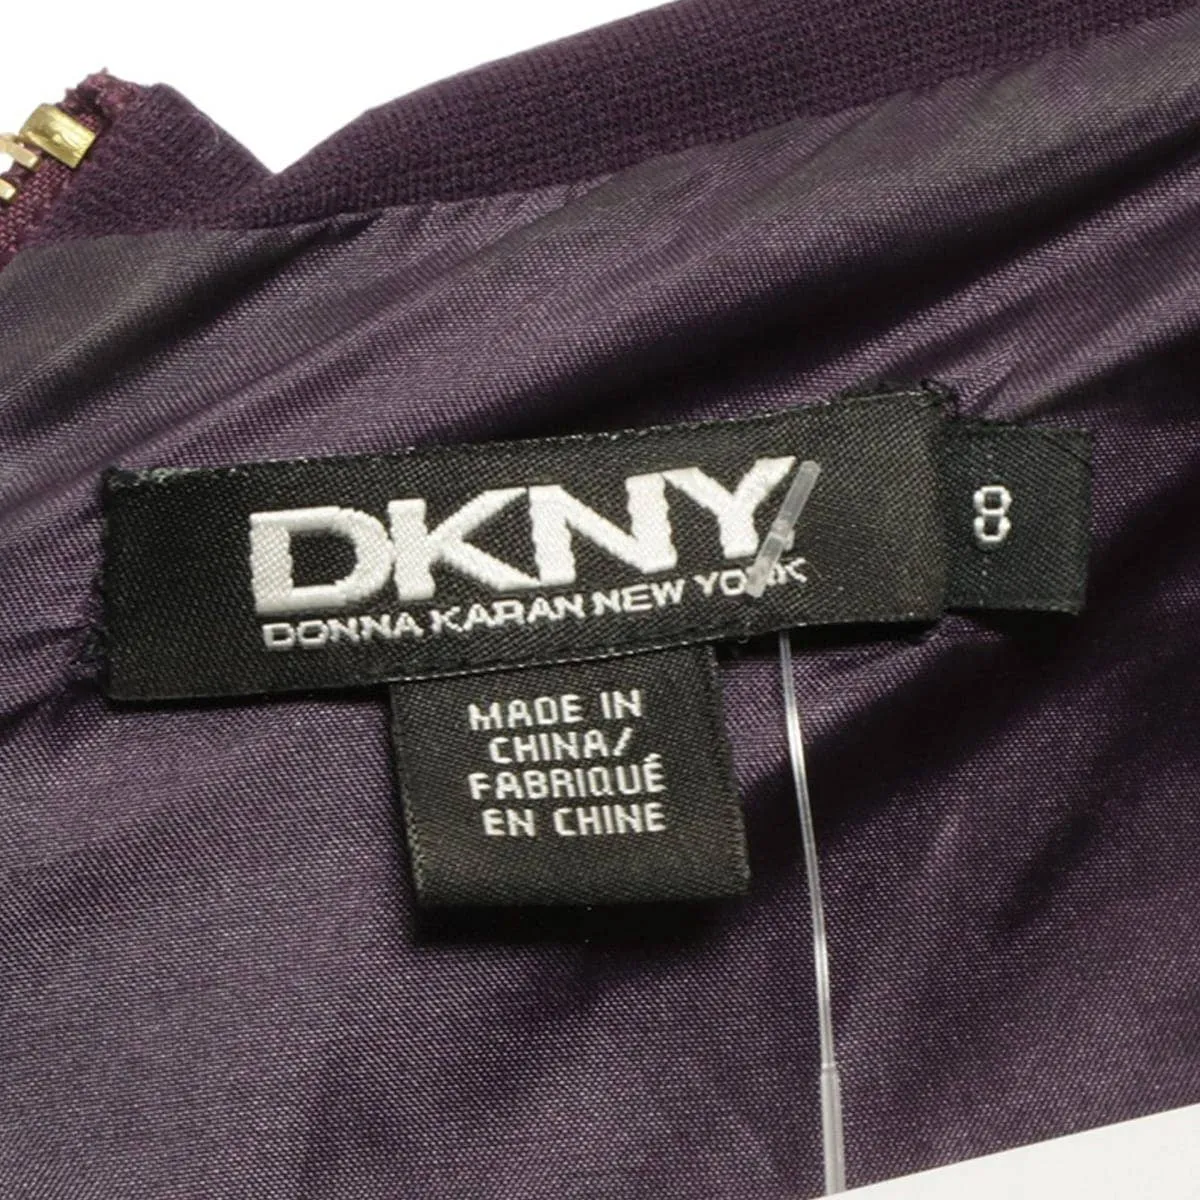 DKNY
DONNA KARAN NEW YORK
8
MADE IN
CHINA/
FABRIQUÉ
EN CHINE